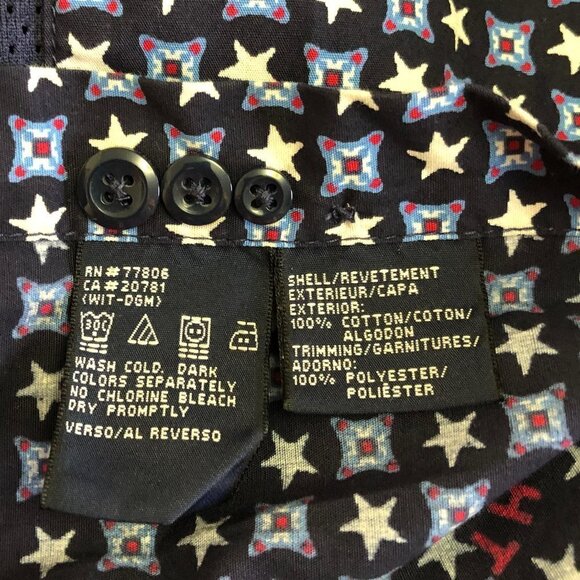 RN# 77806
CA# 20781
(WIT-DGM)
30C
WASH COLD. DARK
COLORS SEPARATELY
NO CHLORINE BLEACH
DRY PROMPTLY
VERSO/AL REVERSO
SHELL/REVETEMENT
EXTERIEUR/CAPA
EXTERIOR:
100% COTTON/COTON/
ALGODON
TRIMMING/GARNITURES/
ADORNO:
100% POLYESTER/
POLIÉSTER